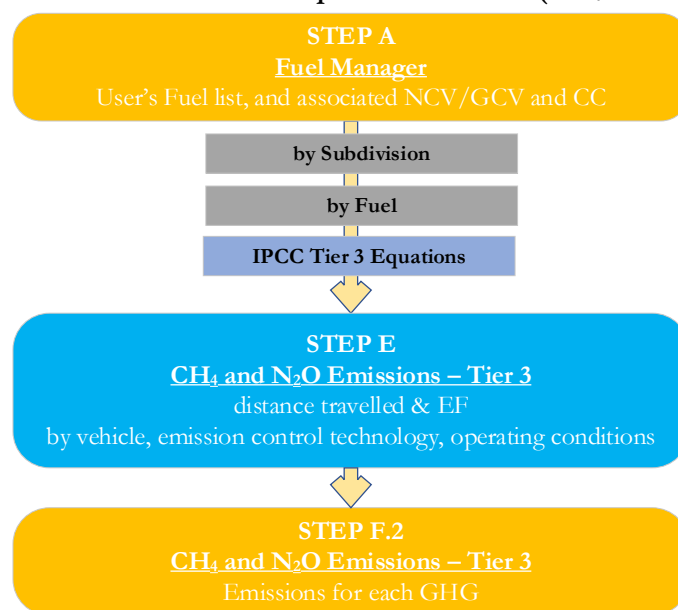 STEP A
Fuel Manager
User's Fuel list, and associated NCV/GCV and CC
by Subdivision
by Fuel
IPCC Tier 3 Equations
STEP E
CH₄ and N₂O Emissions – Tier 3
distance travelled & EF
by vehicle, emission control technology, operating conditions
STEP F.2
CH₄ and N₂O Emissions – Tier 3
Emissions for each GHG